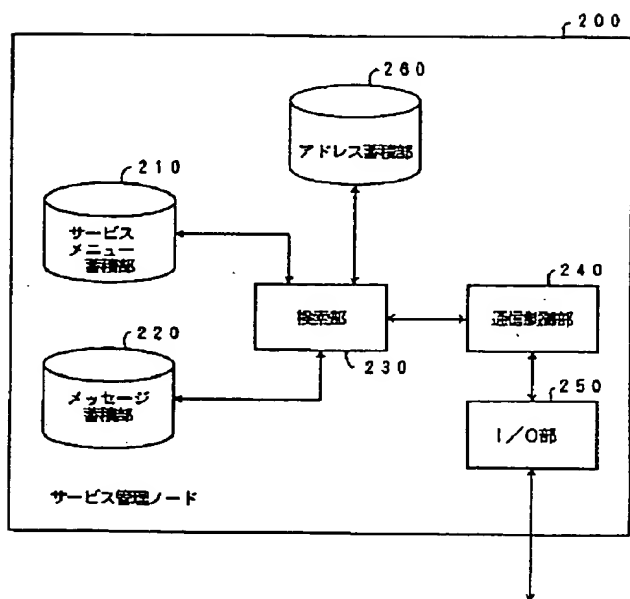 200
260
アドレス蓄積部
210
サービス
メニュー
蓄積部
240
検索部
通信制御部
220
230
250
メッセージ
蓄積部
I/O部
サービス管理ノード